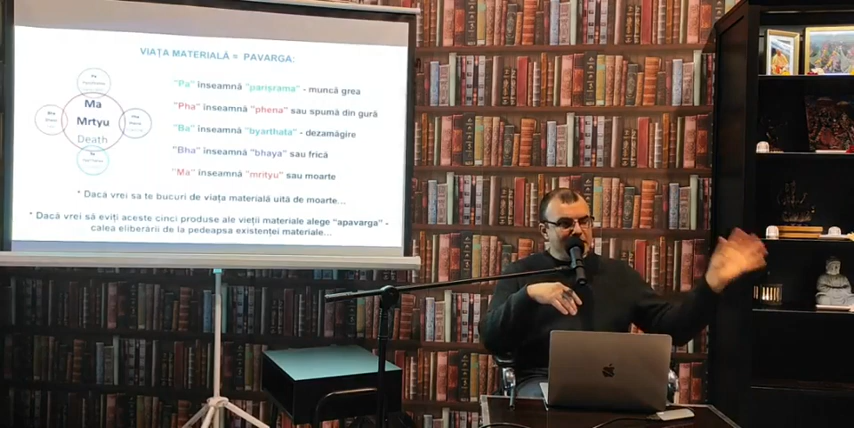 VIAȚA MATERIALĂ = PAVARGA:
"Pa" înseamnă "parișrama" - muncă grea
"Pha" înseamnă "phena" sau spumă din gură
"Ba" înseamnă "byarthata" - dezamăgire
"Bha" înseamnă "bhaya" sau frică
"Ma" înseamnă "mrityu" sau moarte
Ma
Mrtyu
Death
* Dacă vrei sa te bucuri de viața materială uită de moarte...
* Dacă vrei să eviți aceste cinci produse ale vieții materiale alege "apavarga" -
calea eliberării de la pedeapsa existenței materiale...